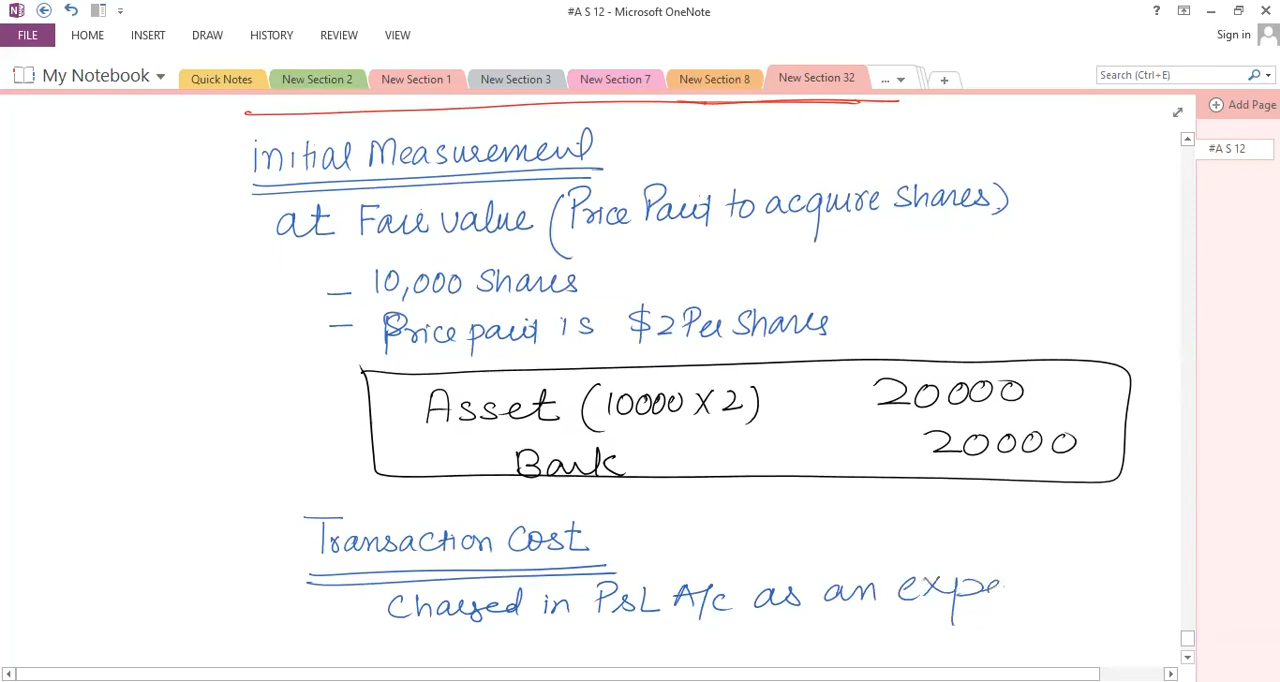 #A S 12 - Microsoft OneNote
Sign in
FILE HOME INSERT DRAW HISTORY REVIEW VIEW
My Notebook Quick Notes New Section 2 New Section 1 New Section 3 New Section 7 New Section 8 New Section 32 ... Search (Ctrl+E)
Add Page
#A S 12
initial Measurement
at Fair value (Price Paid to acquire Shares)
- 10,000 Shares
- Price paid is $2 Per Shares
Asset (10000 X 2) 20000
Bank 20000
Transaction Cost
Charged in P&L A/c as an expe